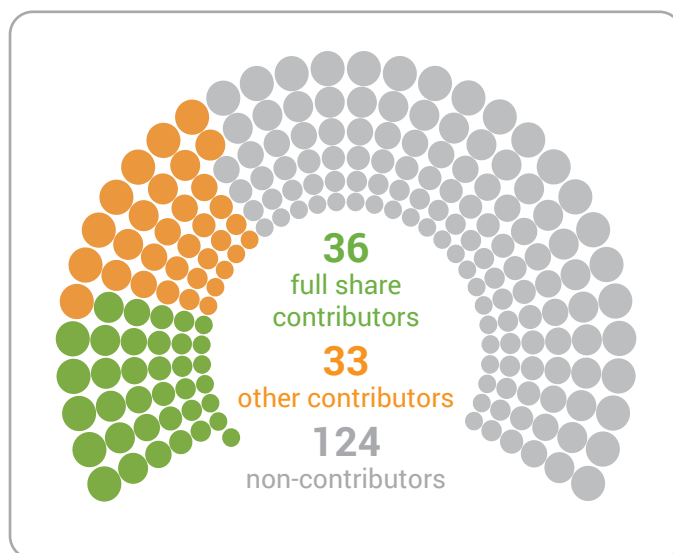 36
full share
contributors
33
other contributors
124
non-contributors